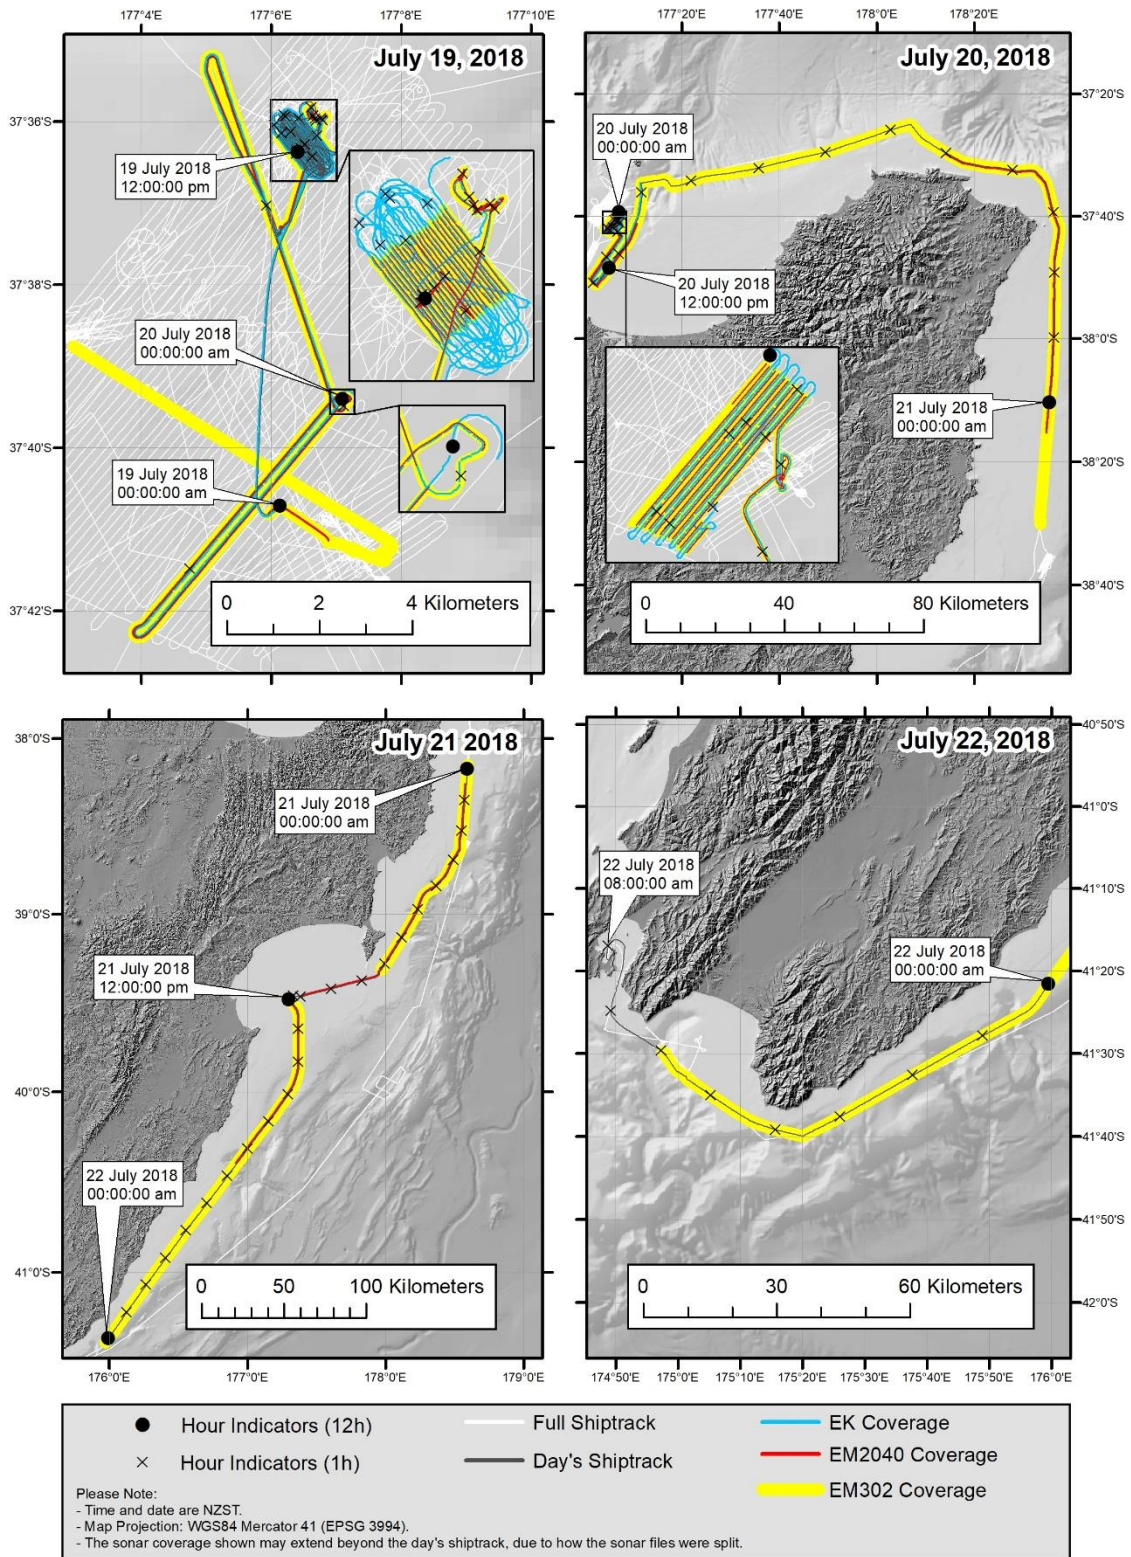 177°4'E 177°6'E 177°8'E 177°10'E
July 19, 2018
37°36'S
37°38'S
37°40'S
37°42'S
19 July 2018
12:00:00 pm
20 July 2018
00:00:00 am
19 July 2018
00:00:00 am
0 2 4 Kilometers
177°20'E 177°40'E 178°0'E 178°20'E
July 20, 2018
37°20'S
37°40'S
38°0'S
38°20'S
38°40'S
20 July 2018
00:00:00 am
20 July 2018
12:00:00 pm
21 July 2018
00:00:00 am
0 40 80 Kilometers
July 21 2018
38°0'S
39°0'S
40°0'S
41°0'S
21 July 2018
00:00:00 am
21 July 2018
12:00:00 pm
22 July 2018
00:00:00 am
0 50 100 Kilometers
176°0'E 177°0'E 178°0'E 179°0'E
July 22, 2018
40°50'S
41°0'S
41°10'S
41°20'S
41°30'S
41°40'S
41°50'S
42°0'S
22 July 2018
08:00:00 am
22 July 2018
00:00:00 am
0 30 60 Kilometers
174°50'E 175°0'E 175°10'E 175°20'E 175°30'E 175°40'E 175°50'E 176°0'E
Hour Indicators (12h)
Hour Indicators (1h)
Full Shiptrack
Day's Shiptrack
EK Coverage
EM2040 Coverage
EM302 Coverage
Please Note:
- Time and date are NZST.
- Map Projection: WGS84 Mercator 41 (EPSG 3994).
- The sonar coverage shown may extend beyond the day's shiptrack, due to how the sonar files were split.